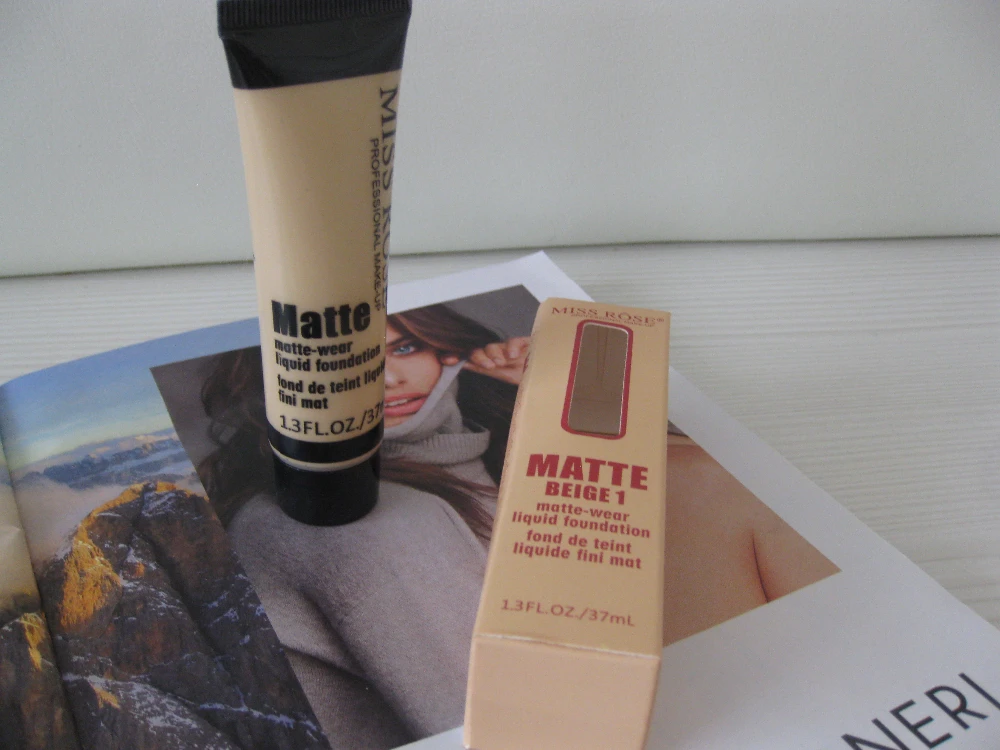 MISS ROSE
PROFESSIONAL MAKE-UP
Matte
matte-wear
liquid foundation
fond de teint
fini mat
1.3FL.OZ./37
MISS ROSE®
MATTE
BEIGE 1
matte-wear
liquid foundation
fond de teint
liquide fini mat
1.3FL.OZ./37mL
NERI